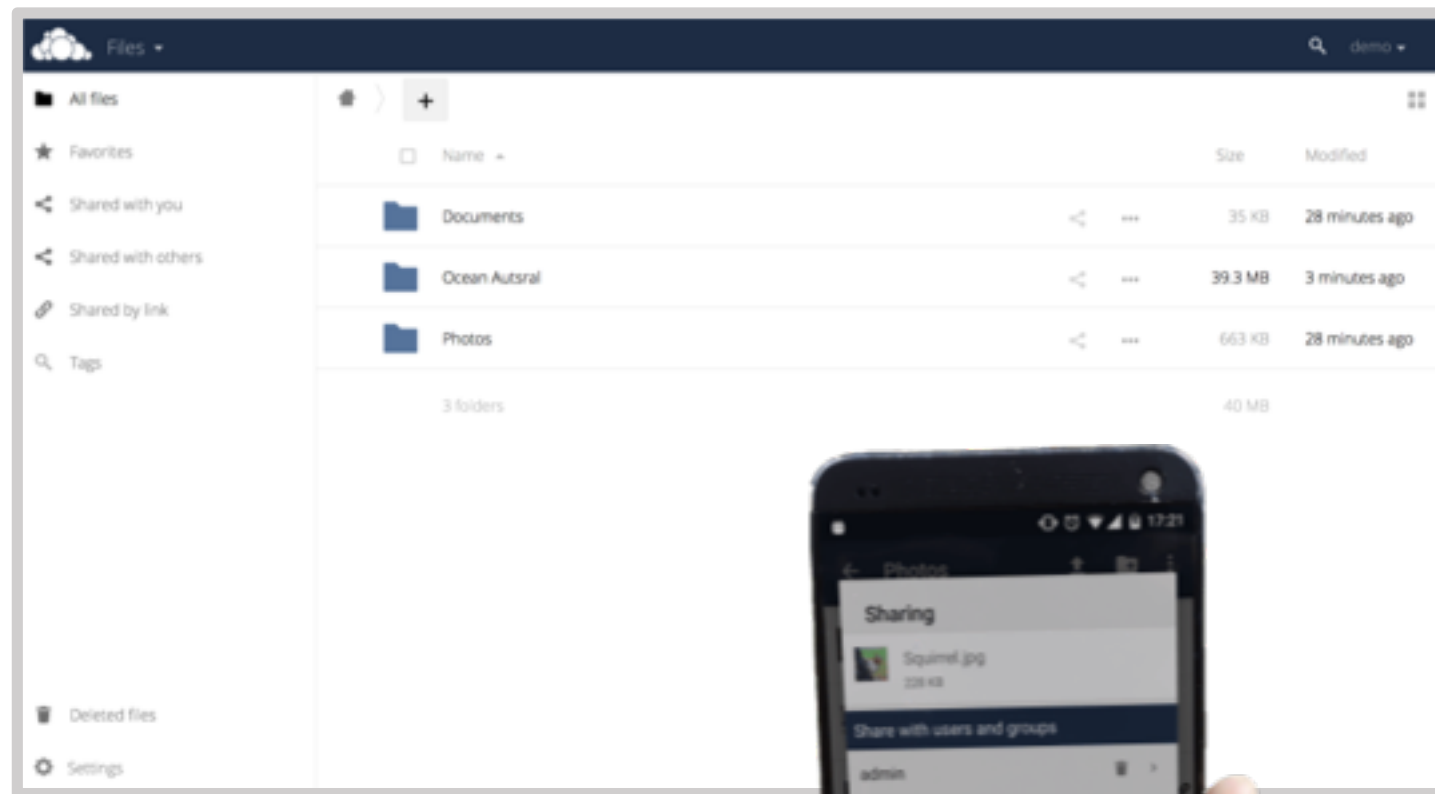 Files
demo
All files
Favorites
Shared with you
Shared with others
Shared by link
Tags
Deleted files
Settings
Name Size Modified
Documents 35 KB 28 minutes ago
Ocean Autsral 39.3 MB 3 minutes ago
Photos 663 KB 28 minutes ago
3 folders 40 MB
17:21
Photos
Sharing
Squirrel.jpg
228 KB
Share with users and groups
admin